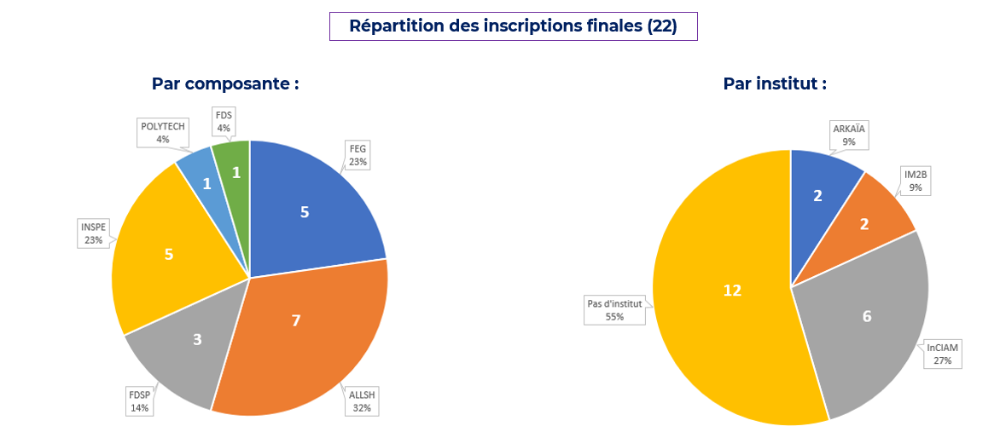 Répartition des inscriptions finales (22)
Par composante :
FDS
4%
POLYTECH
4%
FEG
23%
1
1
5
INSPE
23%
5
7
3
FDSP
14%
ALLSH
32%
Par institut :
ARKAÏA
9%
IM2B
9%
2
2
12
Pas d'institut
55%
6
InCIAM
27%